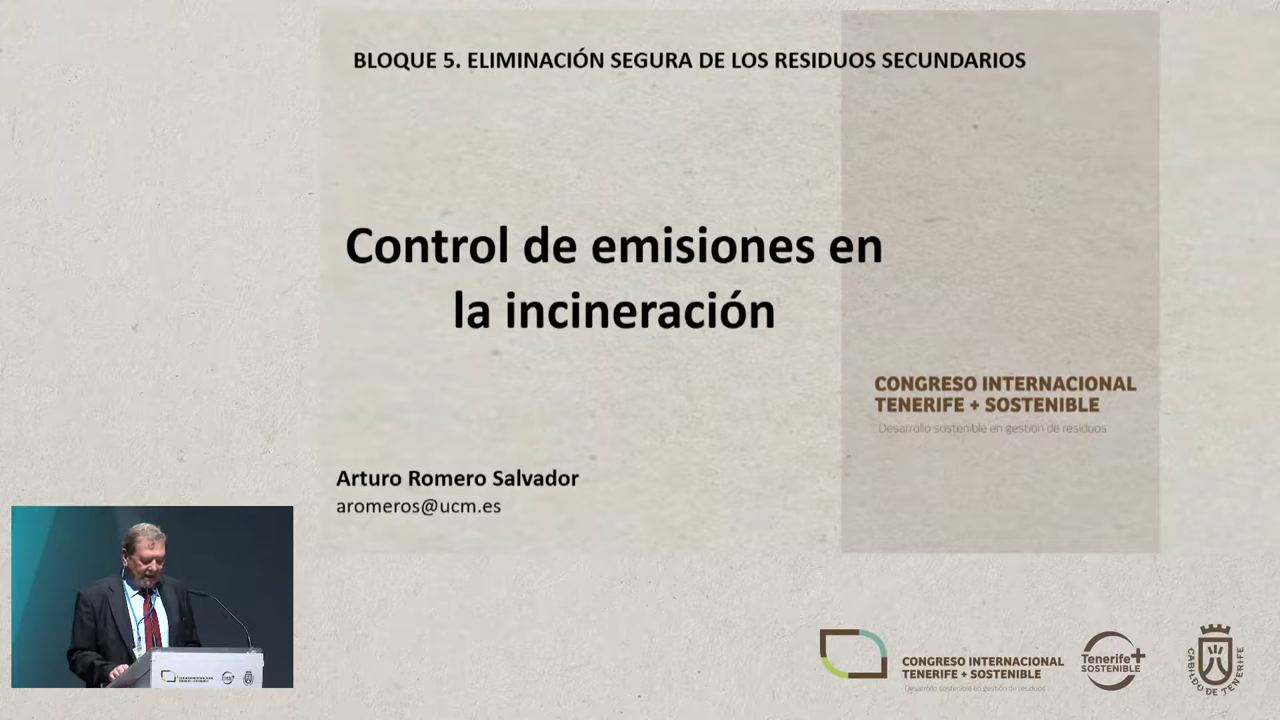 BLOQUE 5. ELIMINACIÓN SEGURA DE LOS RESIDUOS SECUNDARIOS
Control de emisiones en
la incineración
CONGRESO INTERNACIONAL
TENERIFE + SOSTENIBLE
Desarrollo sostenible en gestión de residuos
Arturo Romero Salvador
aromeros@ucm.es
CONGRESO INTERNACIONAL
TENERIFE + SOSTENIBLE
Desarrollo sostenible en gestión de residuos
Tenerife+
SOSTENIBLE
CABILDO DE TENERIFE